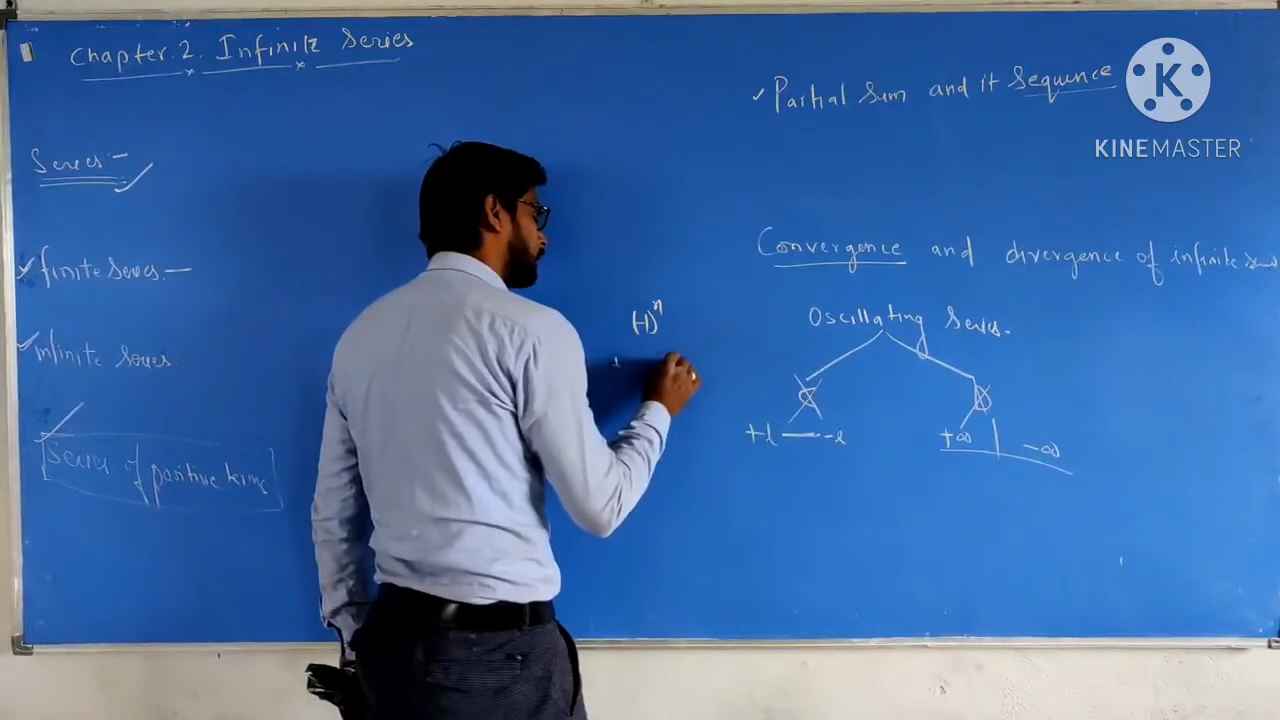 Chapter. 2. Infinite Series
Series:-
✓ finite series.—
✓ infinite series
Series of positive terms
(-1)ⁿ
✓ Partial sum and it sequence
KINEMASTER
Convergence and divergence of infinite
Oscillating series.
+l — -l
+∞ | -∞